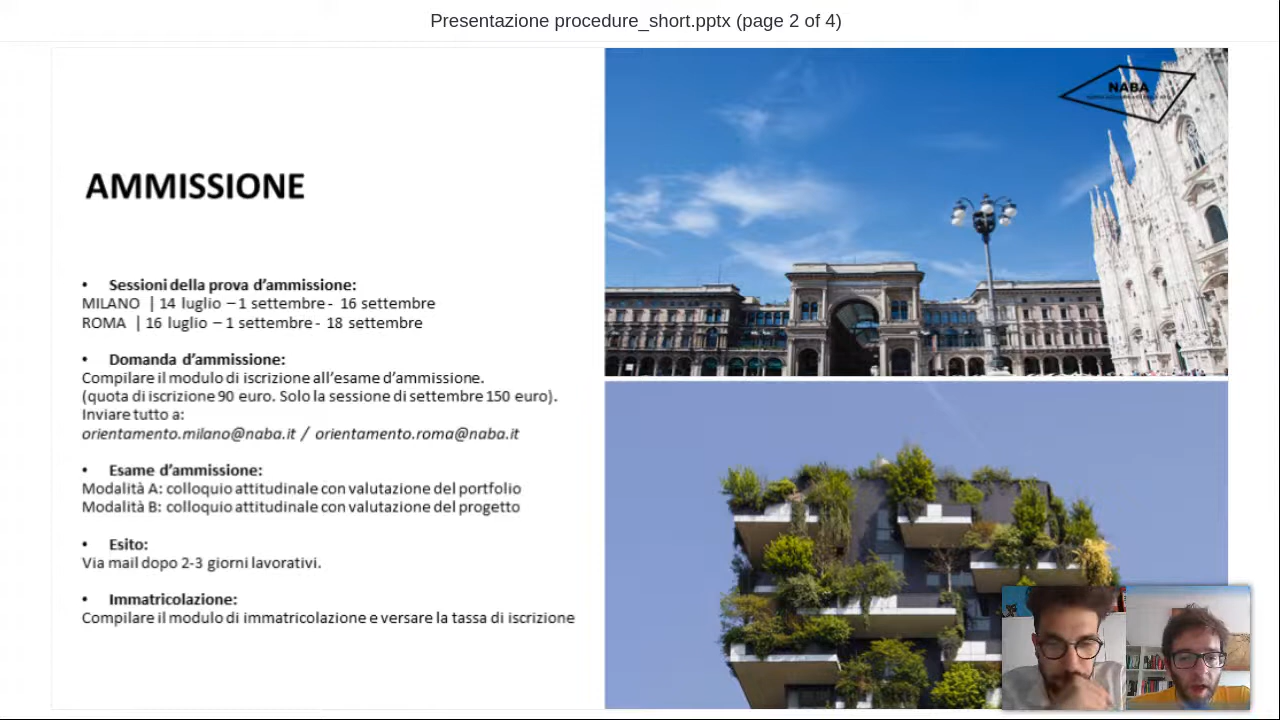 Presentazione procedure_short.pptx (page 2 of 4)
NABA
AMMISSIONE
• Sessioni della prova d'ammissione:
MILANO | 14 luglio – 1 settembre - 16 settembre
ROMA | 16 luglio – 1 settembre - 18 settembre
• Domanda d'ammissione:
Compilare il modulo di iscrizione all'esame d'ammissione.
(quota di iscrizione 90 euro. Solo la sessione di settembre 150 euro).
Inviare tutto a:
orientamento.milano@naba.it / orientamento.roma@naba.it
• Esame d'ammissione:
Modalità A: colloquio attitudinale con valutazione del portfolio
Modalità B: colloquio attitudinale con valutazione del progetto
• Esito:
Via mail dopo 2-3 giorni lavorativi.
• Immatricolazione:
Compilare il modulo di immatricolazione e versare la tassa di iscrizione